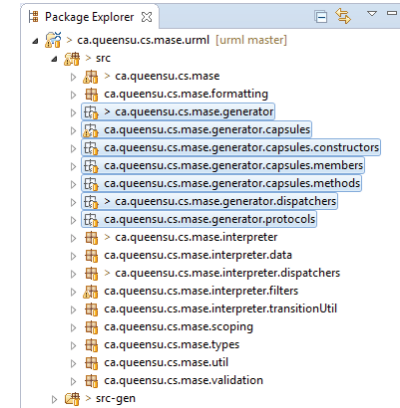 Package Explorer
> ca.queensu.cs.mase.urml [urml master]
> src
> ca.queensu.cs.mase
ca.queensu.cs.mase.formatting
> ca.queensu.cs.mase.generator
ca.queensu.cs.mase.generator.capsules
ca.queensu.cs.mase.generator.capsules.constructors
ca.queensu.cs.mase.generator.capsules.members
ca.queensu.cs.mase.generator.capsules.methods
> ca.queensu.cs.mase.generator.dispatchers
ca.queensu.cs.mase.generator.protocols
> ca.queensu.cs.mase.interpreter
ca.queensu.cs.mase.interpreter.data
> ca.queensu.cs.mase.interpreter.dispatchers
ca.queensu.cs.mase.interpreter.filters
ca.queensu.cs.mase.interpreter.transitionUtil
ca.queensu.cs.mase.scoping
ca.queensu.cs.mase.types
ca.queensu.cs.mase.util
ca.queensu.cs.mase.validation
> src-gen